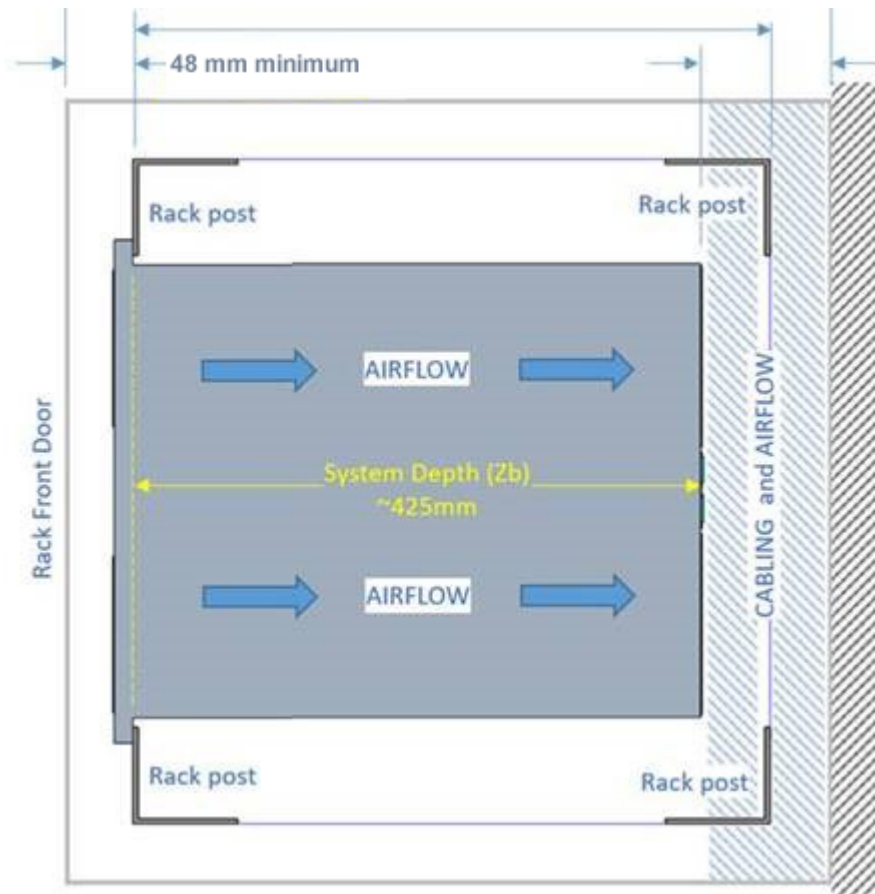 48 mm minimum
Rack post
Rack post
AIRFLOW
Rack Front Door
System Depth (Zb)
~425mm
CABLING and AIRFLOW
AIRFLOW
Rack post
Rack post